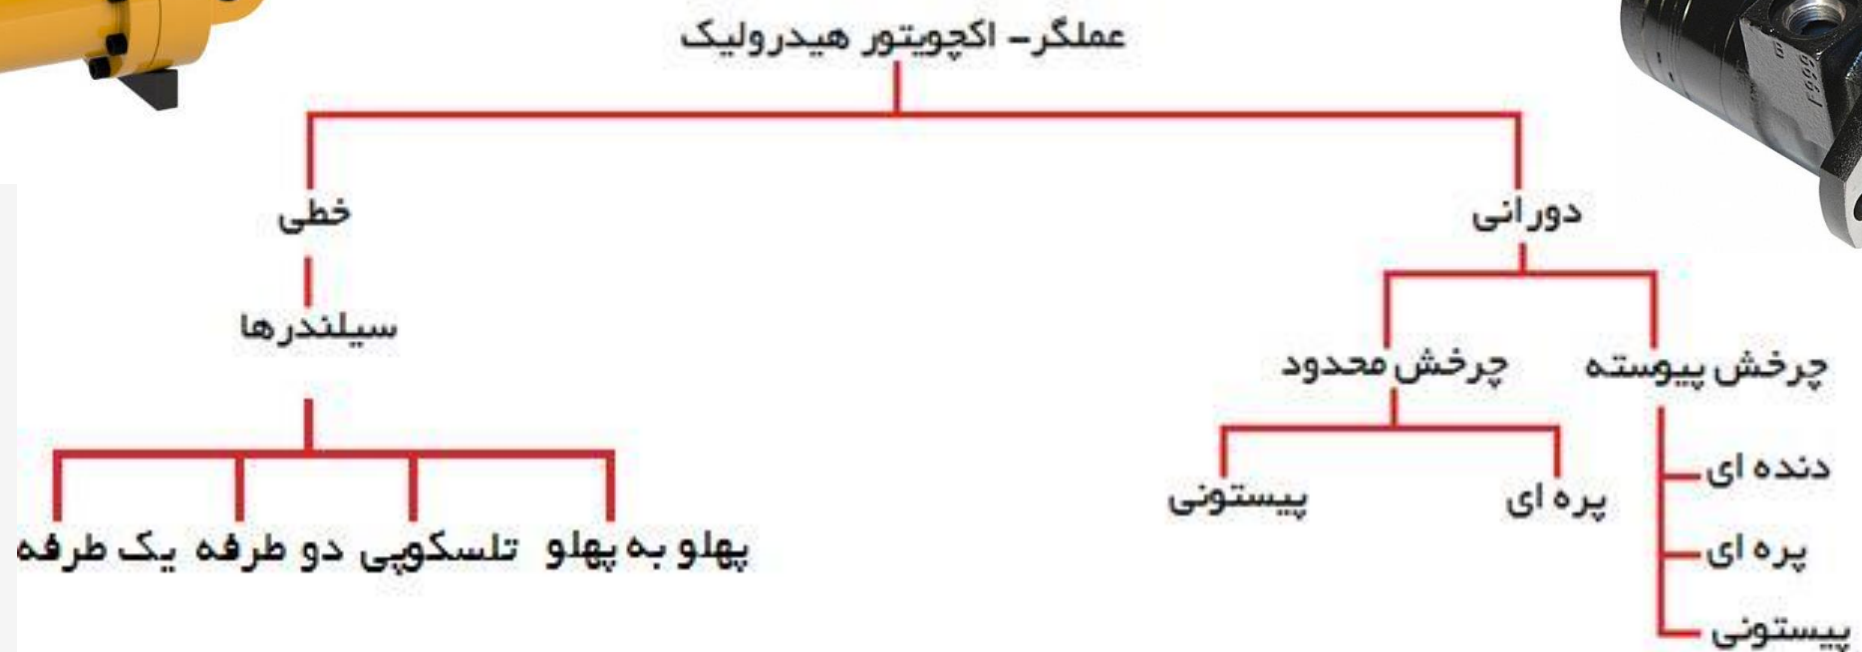 عملگر- اکچویتور هیدرولیک
دورانی
خطی
سیلندرها
چرخش پیوسته
چرخش محدود
دنده ای
پره ای
پیستونی
پره ای
پیستونی
پهلو به پهلو
تلسکوپی
دو طرفه
یک طرفه